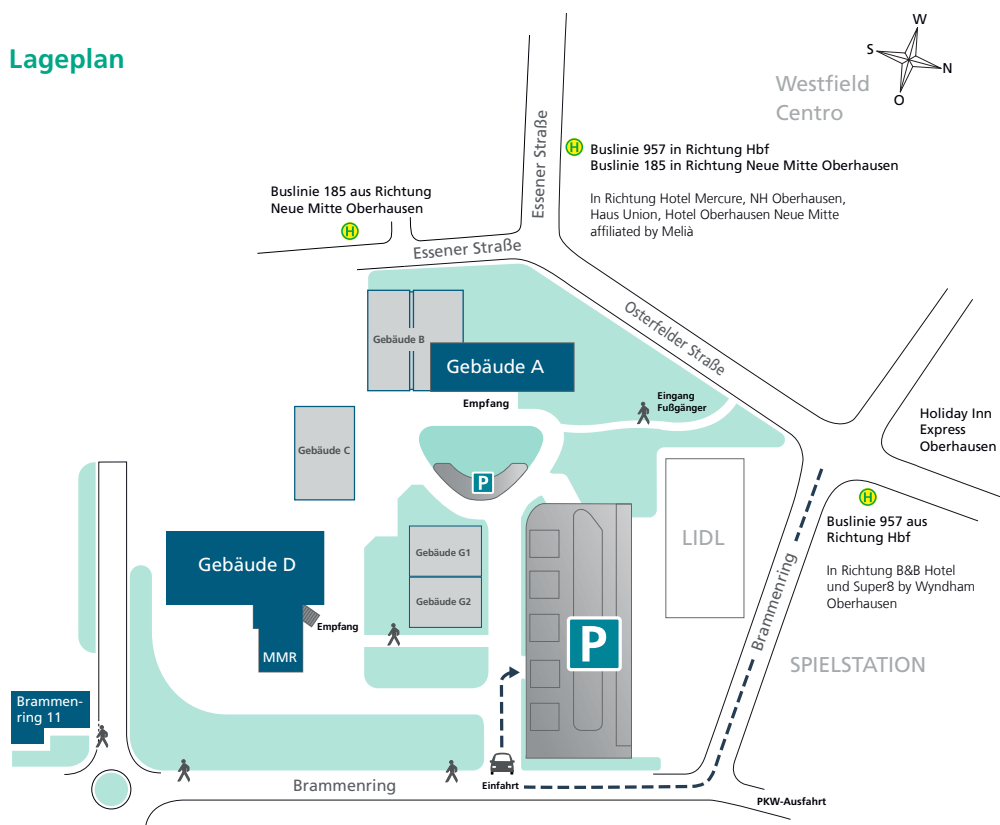 Lageplan
W
S
N
O
Westfield
Centro
Essener Straße
H
Buslinie 957 in Richtung Hbf
Buslinie 185 in Richtung Neue Mitte Oberhausen
In Richtung Hotel Mercure, NH Oberhausen,
Haus Union, Hotel Oberhausen Neue Mitte
affiliated by Melià
Buslinie 185 aus Richtung
Neue Mitte Oberhausen
H
Essener Straße
Osterfelder Straße
Gebäude B
Gebäude A
Empfang
Eingang
Fußgänger
Holiday Inn
Express
Oberhausen
Gebäude C
P
H
Buslinie 957 aus
Richtung Hbf
In Richtung B&B Hotel
und Super8 by Wyndham
Oberhausen
LIDL
Gebäude D
Gebäude G1
Gebäude G2
Brammenring
Empfang
MMR
P
SPIELSTATION
Brammen-
ring 11
Brammenring
Einfahrt
PKW-Ausfahrt